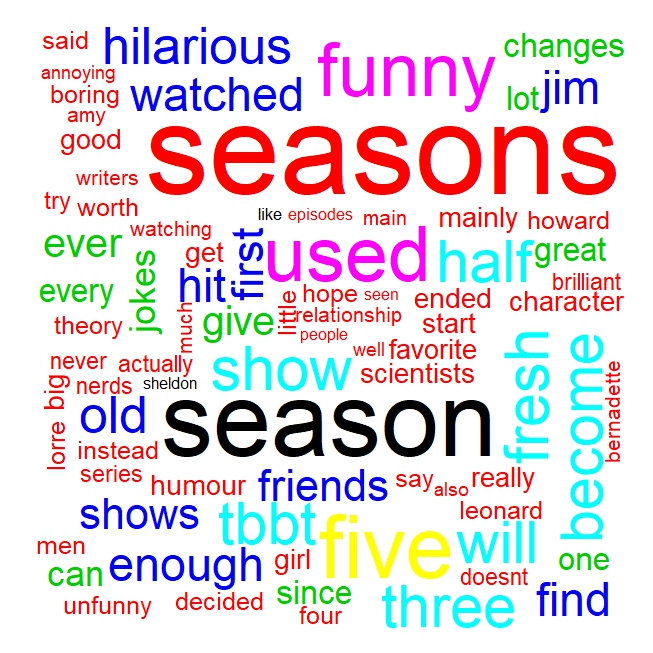 said
hilarious
funny
changes
annoying
boring
watched
lot
jim
amy
good
seasons
writers
try
worth
like
episodes
main
mainly
howard
ever
watching
get
first
used
half
great
every
jokes
hit
hope
seen
ended
brilliant
character
theory
much
give
little
relationship
start
people
never
actually
show
well
favorite
fresh
become
nerds
sheldon
scientists
bernadette
big
lorre
old
season
instead
series
humour
friends
say
also
really
leonard
shows
tbbt
five
will
men
can
enough
girl
doesnt
one
unfunny
decided
since
four
three
find